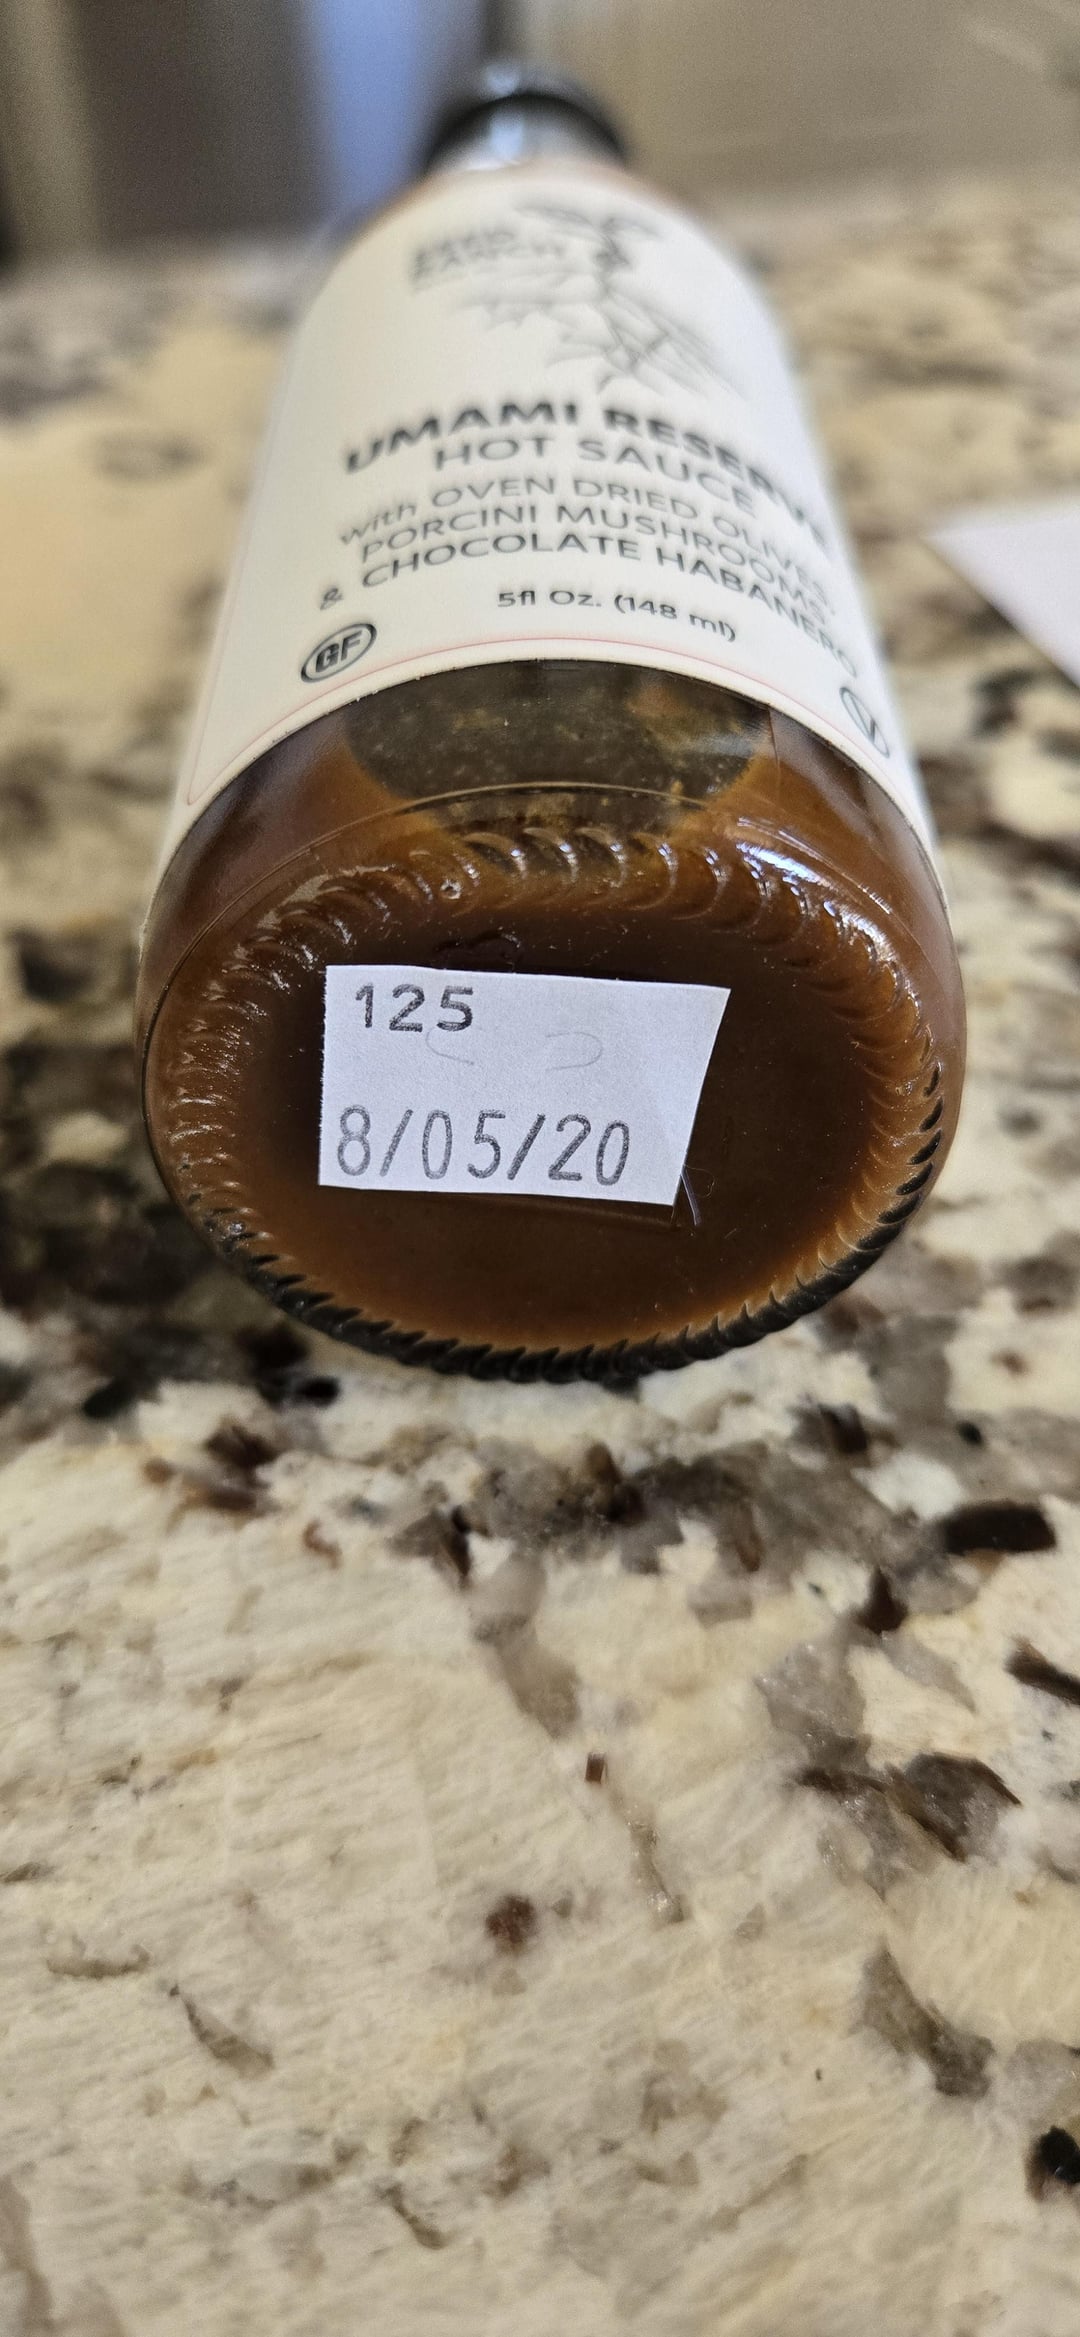 RANCH
UMAMI RESERVE
HOT SAUCE
with OVEN DRIED OLIVES,
PORCINI MUSHROOMS,
& CHOCOLATE HABANERO
5fl Oz. (148 ml)
GF
V
125
8/05/20